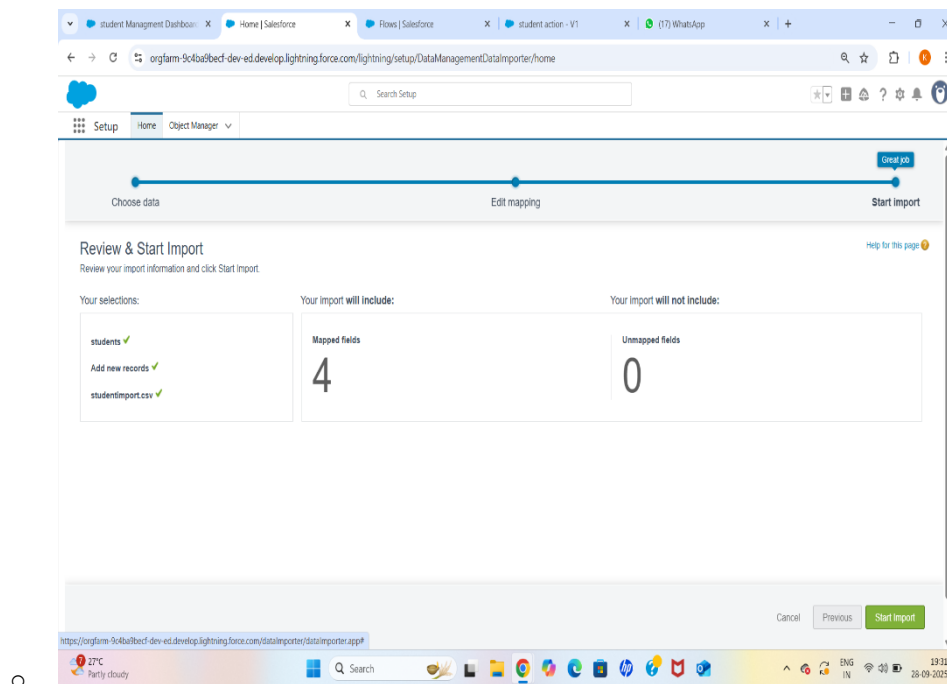 student Managment Dashboar
Home | Salesforce
Flows | Salesforce
student action - V1
(17) WhatsApp
orgfarm-9c4ba9becf-dev-ed.develop.lightning.force.com/lightning/setup/DataManagementDataImporter/home
K
Search Setup
Setup Home Object Manager
Great job
Choose data Edit mapping Start import
Review & Start Import
Help for this page
Review your import information and click Start Import.
Your selections: Your import will include: Your import will not include:
students Mapped fields Unmapped fields
4 0
Add new records
studentimport.csv
Cancel Previous Start Import
https://orgfarm-9c4ba9becf-dev-ed.develop.lightning.force.com/dataImporter/dataImporter.app#
27°C
Partly cloudy
Search
ENG
IN
19:31
28-09-2025